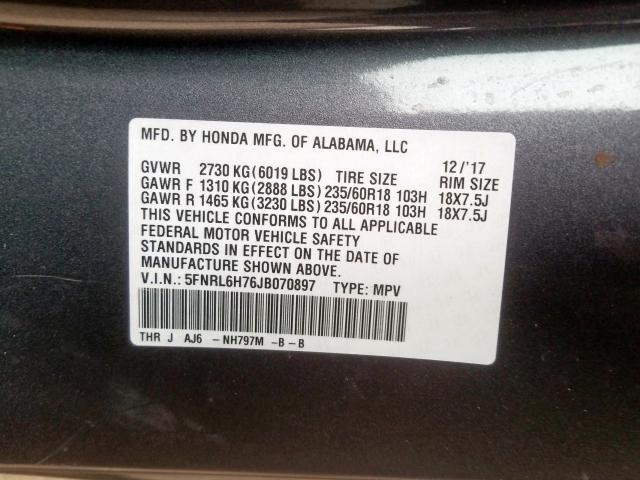 MFD. BY HONDA MFG. OF ALABAMA, LLC
GVWR 2730 KG(6019 LBS) TIRE SIZE 12/'17 RIM SIZE
GAWR F 1310 KG(2888 LBS) 235/60R18 103H 18X7.5J
GAWR R 1465 KG(3230 LBS) 235/60R18 103H 18X7.5J
THIS VEHICLE CONFORMS TO ALL APPLICABLE
FEDERAL MOTOR VEHICLE SAFETY
STANDARDS IN EFFECT ON THE DATE OF
MANUFACTURE SHOWN ABOVE.
V.I.N.: 5FNRL6H76JB070897 TYPE: MPV
THR J AJ6 -NH797M -B -B